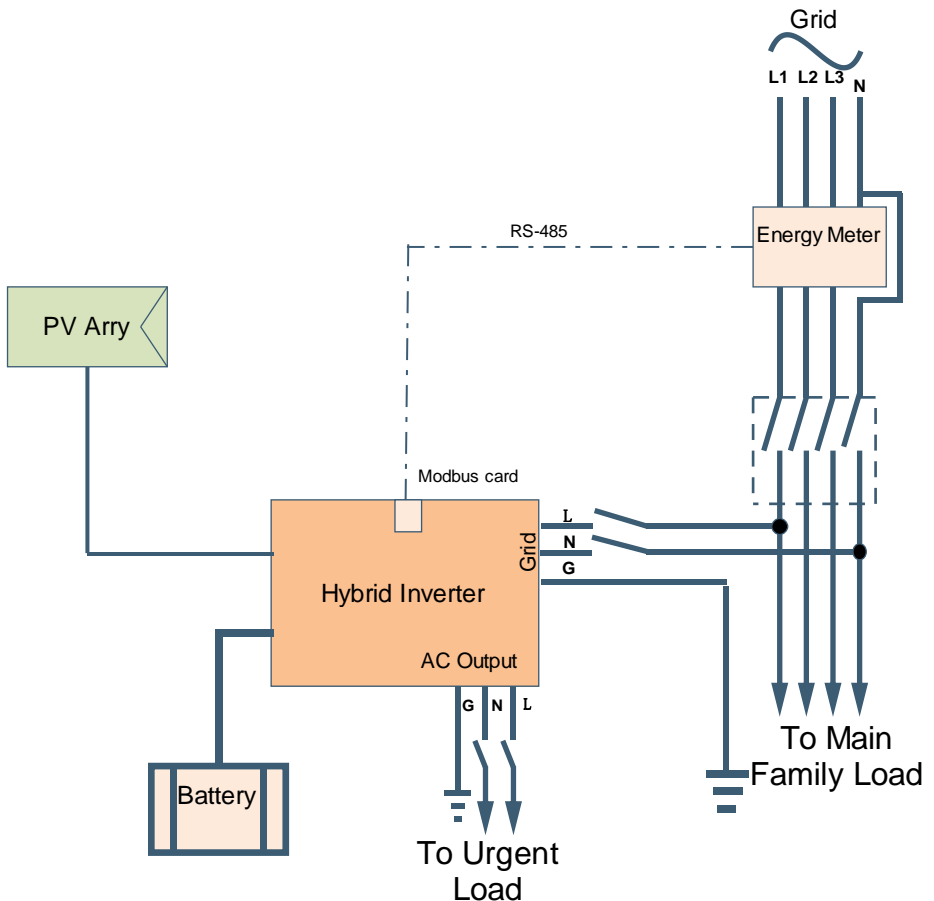 Grid
L1 L2 L3 N
Energy Meter
RS-485
PV Arry
Modbus card
L
N
G
Grid
Hybrid Inverter
AC Output
G N L
To Main
Family Load
Battery
To Urgent
Load